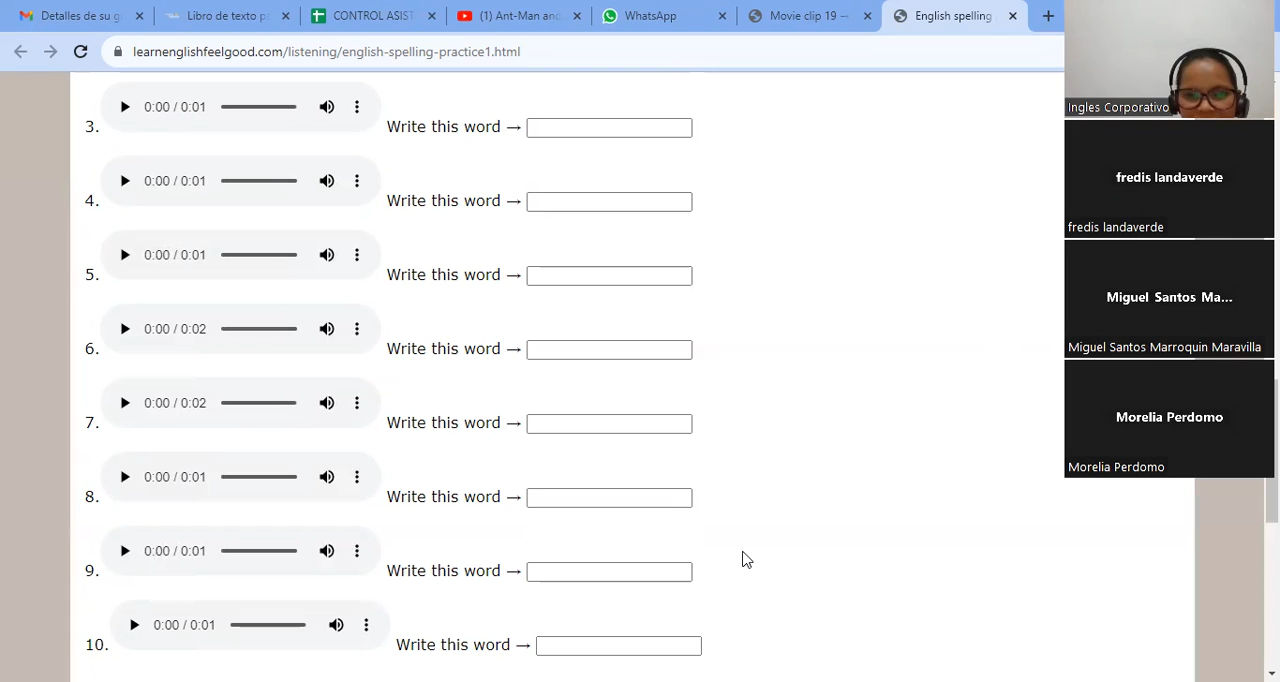 Detalles de su g
Libro de texto pa
CONTROL ASIST
(1) Ant-Man and
WhatsApp
Movie clip 19 —
English spelling
learnenglishfeelgood.com/listening/english-spelling-practice1.html
0:00 / 0:01
3. Write this word →
0:00 / 0:01
4. Write this word →
0:00 / 0:01
5. Write this word →
0:00 / 0:02
6. Write this word →
0:00 / 0:02
7. Write this word →
0:00 / 0:01
8. Write this word →
0:00 / 0:01
9. Write this word →
0:00 / 0:01
10. Write this word →
Ingles Corporativo
fredis landaverde
fredis landaverde
Miguel Santos Ma...
Miguel Santos Marroquin Maravilla
Morelia Perdomo
Morelia Perdomo